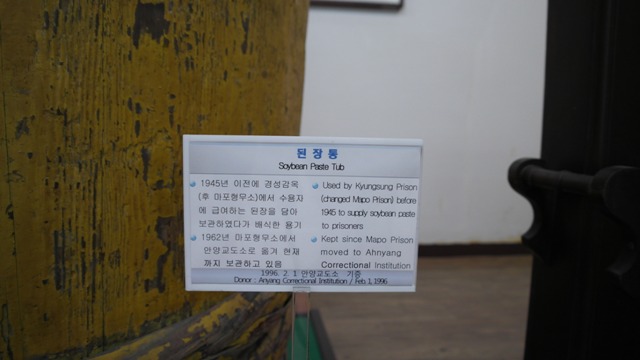 된 장 통
Soybean Paste Tub
1945년 이전에 경성감옥
(후 마포형무소)에서 수용자
에 급여하는 된장을 담아
보관하였다가 배식한 용기
1962년 마포형무소에서
안양교도소로 옮겨 현재
까지 보관하고 있음
Used by Kyungsung Prison
(changed Mapo Prison) before
1945 to supply soybean paste
to prisoners
Kept since Mapo Prison
moved to Ahnyang
Correctional Institution
1996. 2. 1 안양교도소 기증
Donor : Anyang Correctional Institution / Feb. 1, 1996